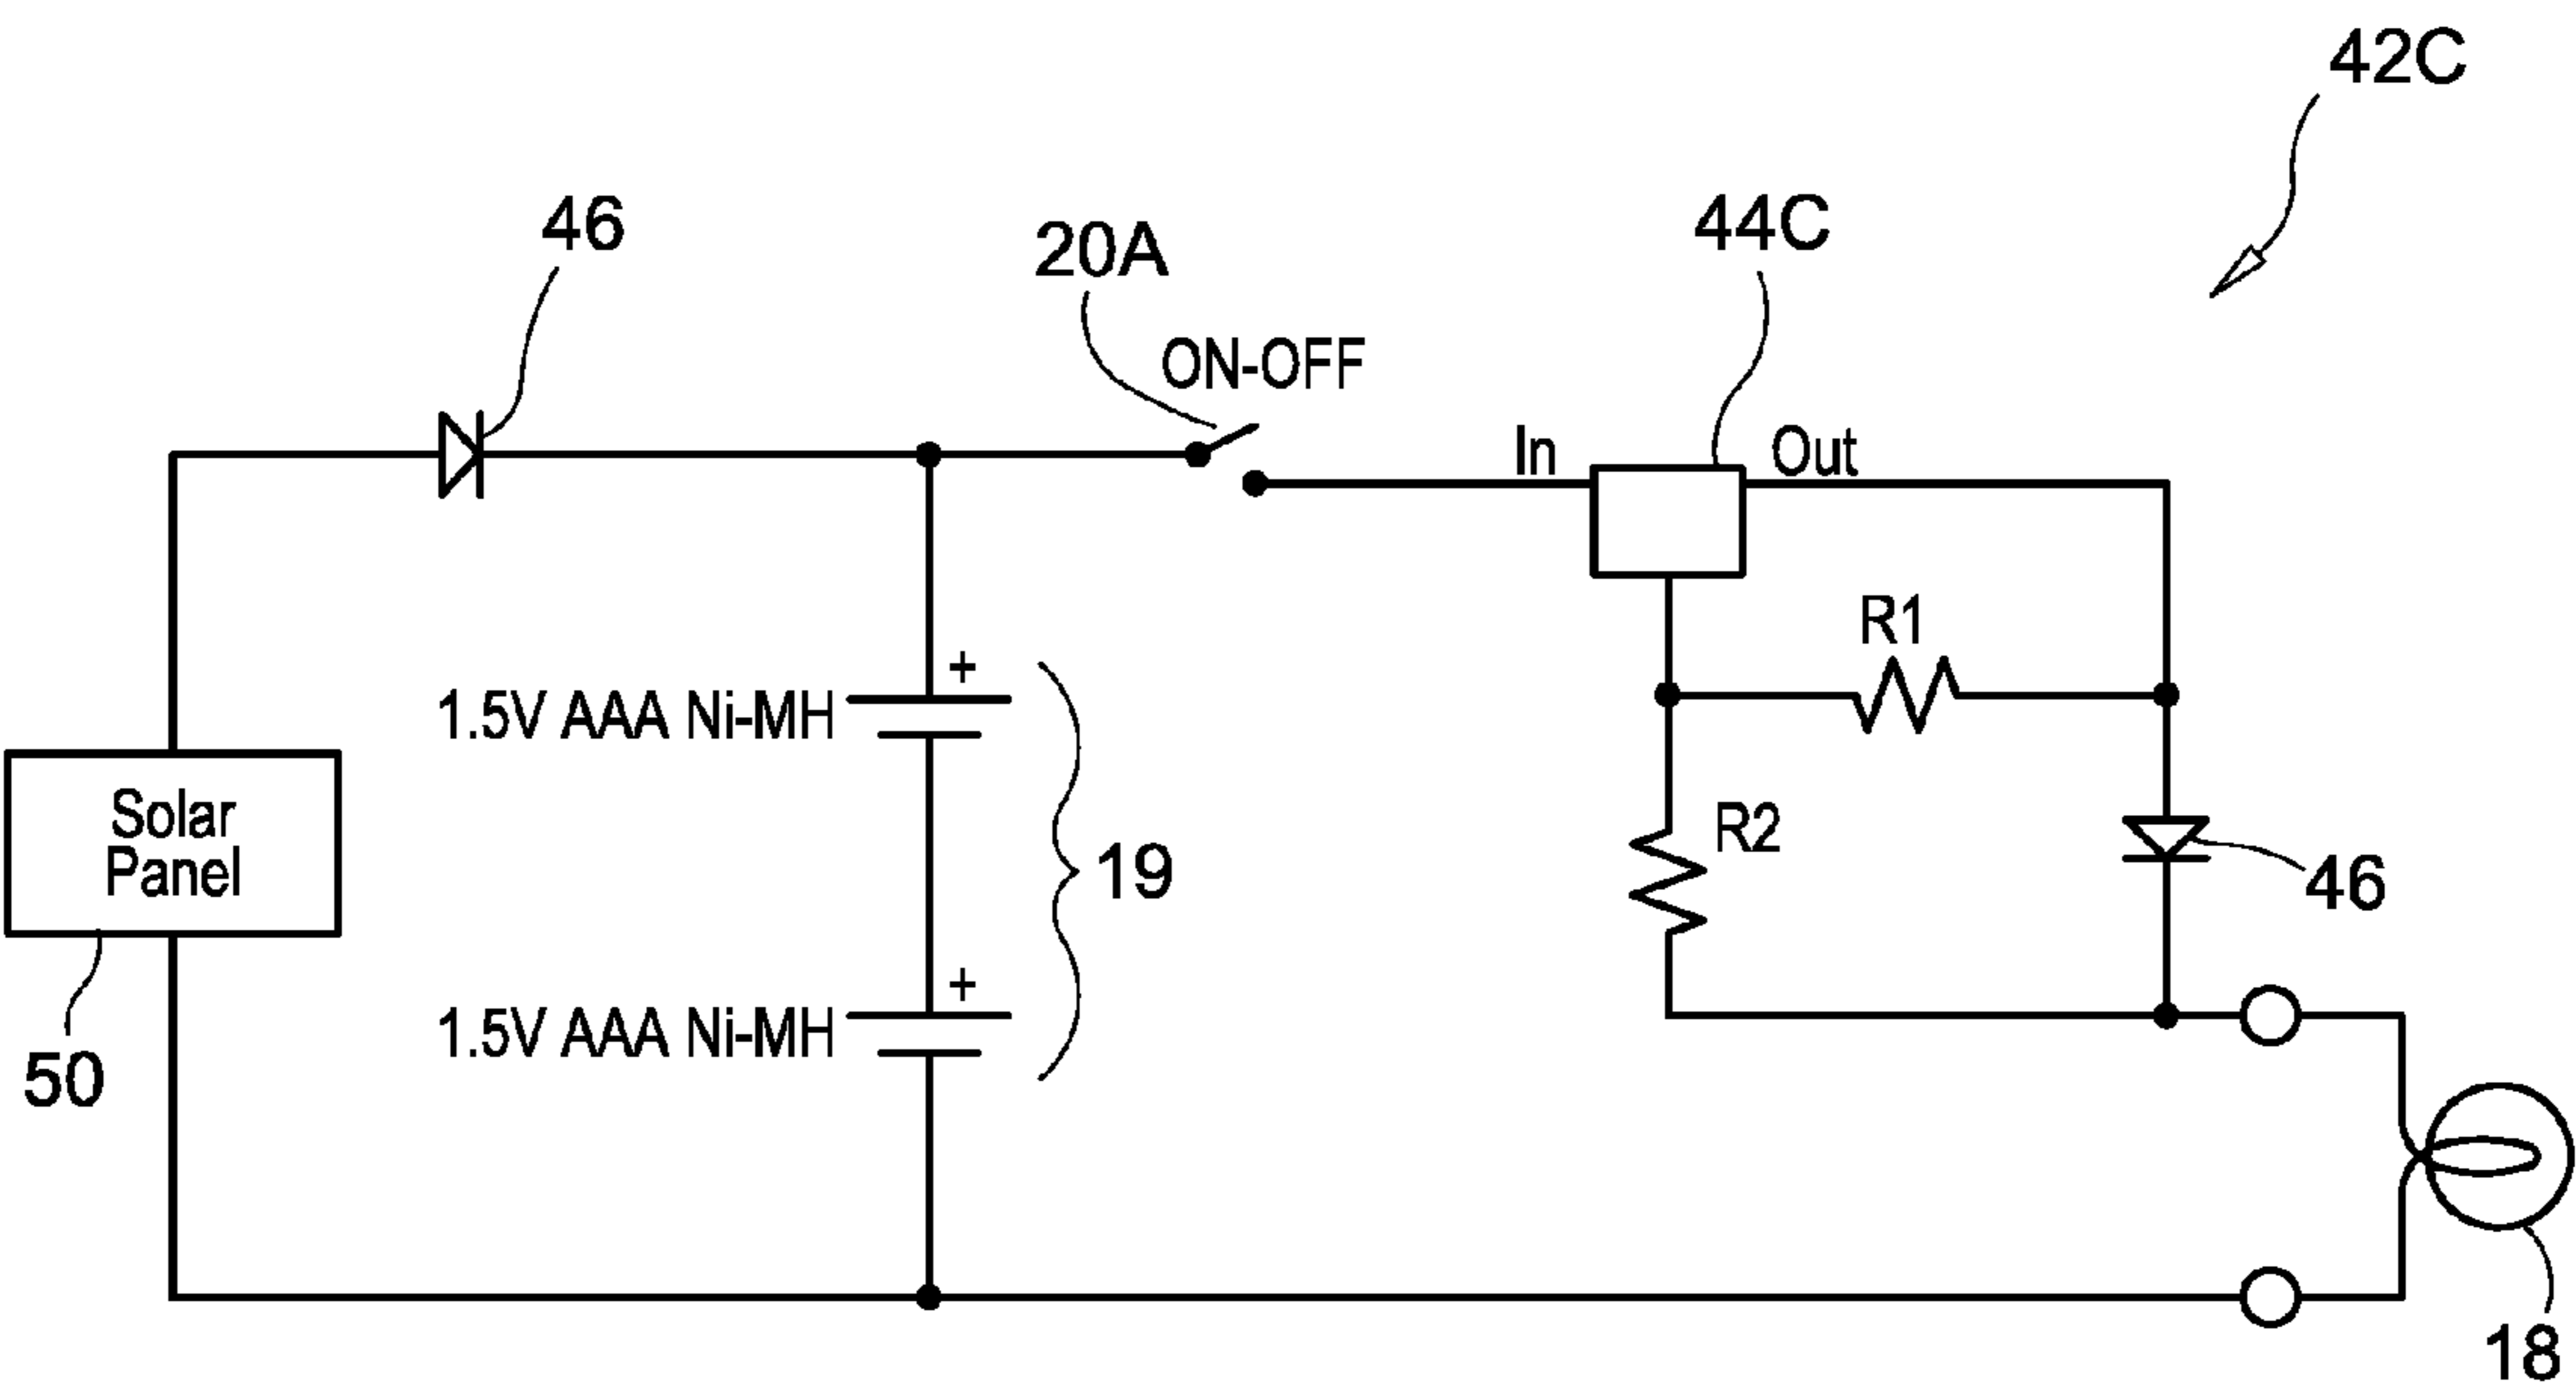 42C
46
20A
44C
ON-OFF
In
Out
R1
+
1.5V AAA Ni-MH
Solar
Panel
R2
19
46
+
1.5V AAA Ni-MH
50
18